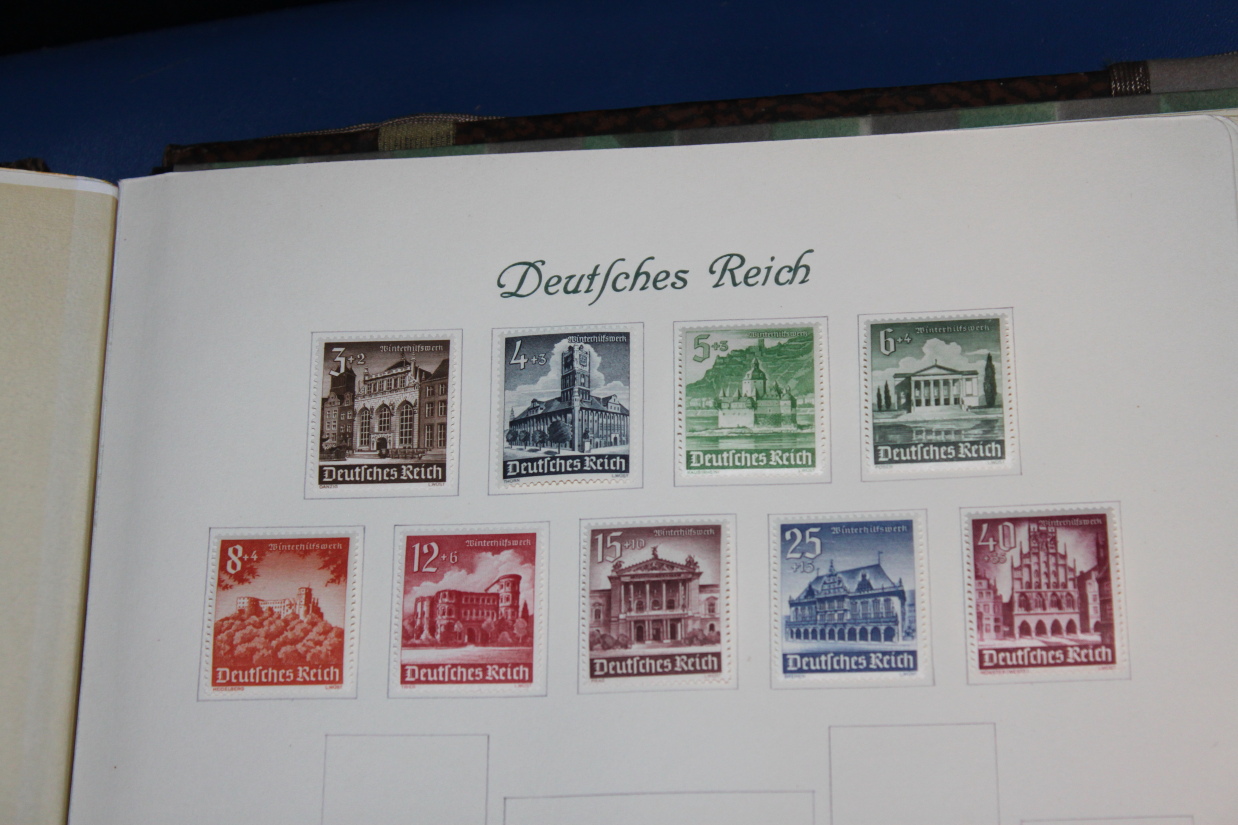 Deutſches Reich
3+2 Winterhilfswerk
Deutſches Reich
4+3 Winterhilfswerk
Deutſches Reich
5+3 Winterhilfswerk
Deutſches Reich
6+4 Winterhilfswerk
Deutſches Reich
8+4 Winterhilfswerk
Deutſches Reich
HEIDELBERG
12+6 Winterhilfswerk
Deutſches Reich
TRIER
15+10 Winterhilfswerk
Deutſches Reich
25+15 Winterhilfswerk
Deutſches Reich
40 Winterhilfswerk
Deutſches Reich